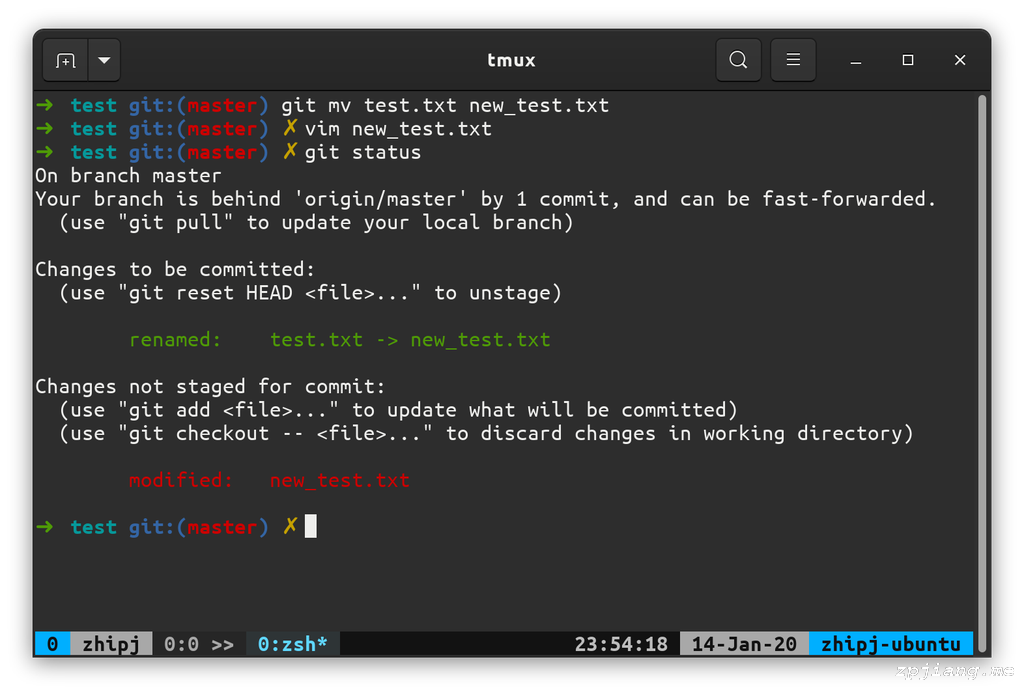 tmux
➜ test git:(master) git mv test.txt new_test.txt
➜ test git:(master) ✗ vim new_test.txt
➜ test git:(master) ✗ git status
On branch master
Your branch is behind 'origin/master' by 1 commit, and can be fast-forwarded.
  (use "git pull" to update your local branch)
Changes to be committed:
  (use "git reset HEAD <file>..." to unstage)
        renamed:    test.txt -> new_test.txt
Changes not staged for commit:
  (use "git add <file>..." to update what will be committed)
  (use "git checkout -- <file>..." to discard changes in working directory)
        modified:   new_test.txt
➜ test git:(master) ✗
0 zhipj 0:0 >> 0:zsh* 23:54:18 14-Jan-20 zhipj-ubuntu
zpjiang.me